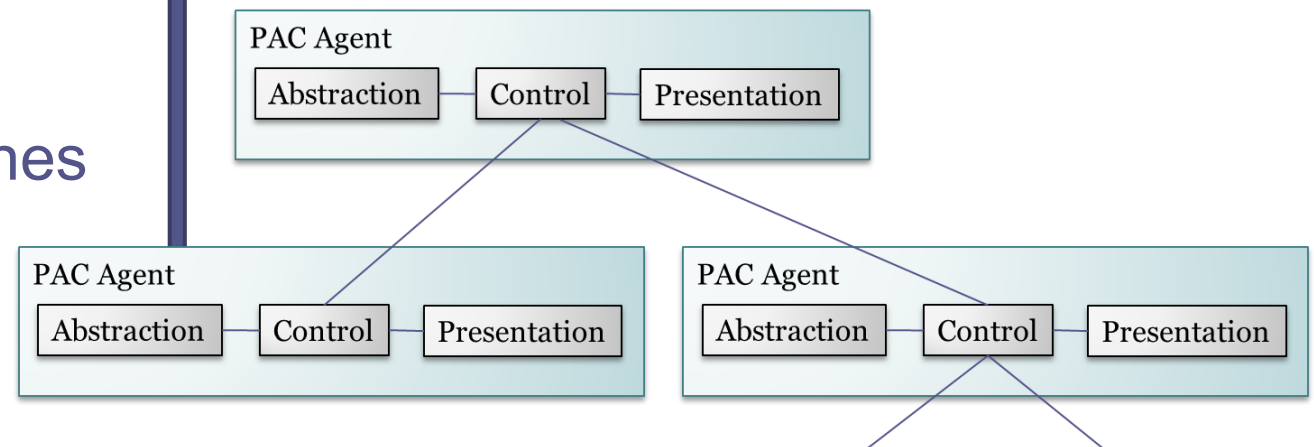 PAC Agent
Abstraction Control Presentation
nes
PAC Agent
Abstraction Control Presentation
PAC Agent
Abstraction Control Presentation